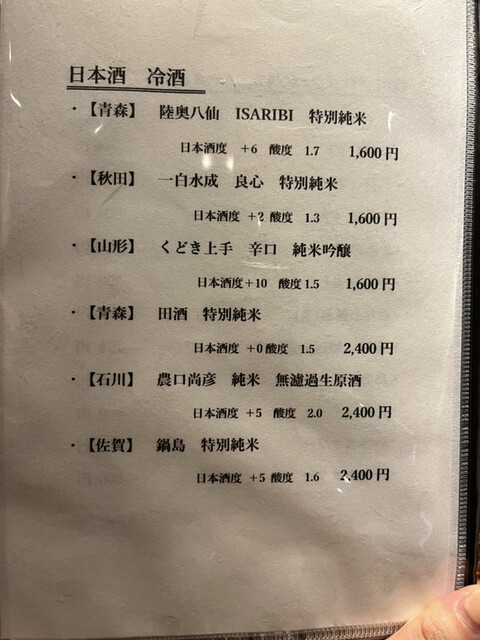 日本酒　冷酒
・【青森】　陸奥八仙　ISARIBI　特別純米
日本酒度　+6　酸度　1.7　1,600円
・【秋田】　一白水成　良心　特別純米
日本酒度　+2　酸度　1.3　1,600円
・【山形】　くどき上手　辛口　純米吟醸
日本酒度+10　酸度1.5　1,600円
・【青森】　田酒　特別純米
日本酒度　+0酸度　1.5　2,400円
・【石川】　農口尚彦　純米　無濾過生原酒
日本酒度　+5　酸度　2.0　2,400円
・【佐賀】　鍋島　特別純米
日本酒度　+5　酸度　1.6　2,400円